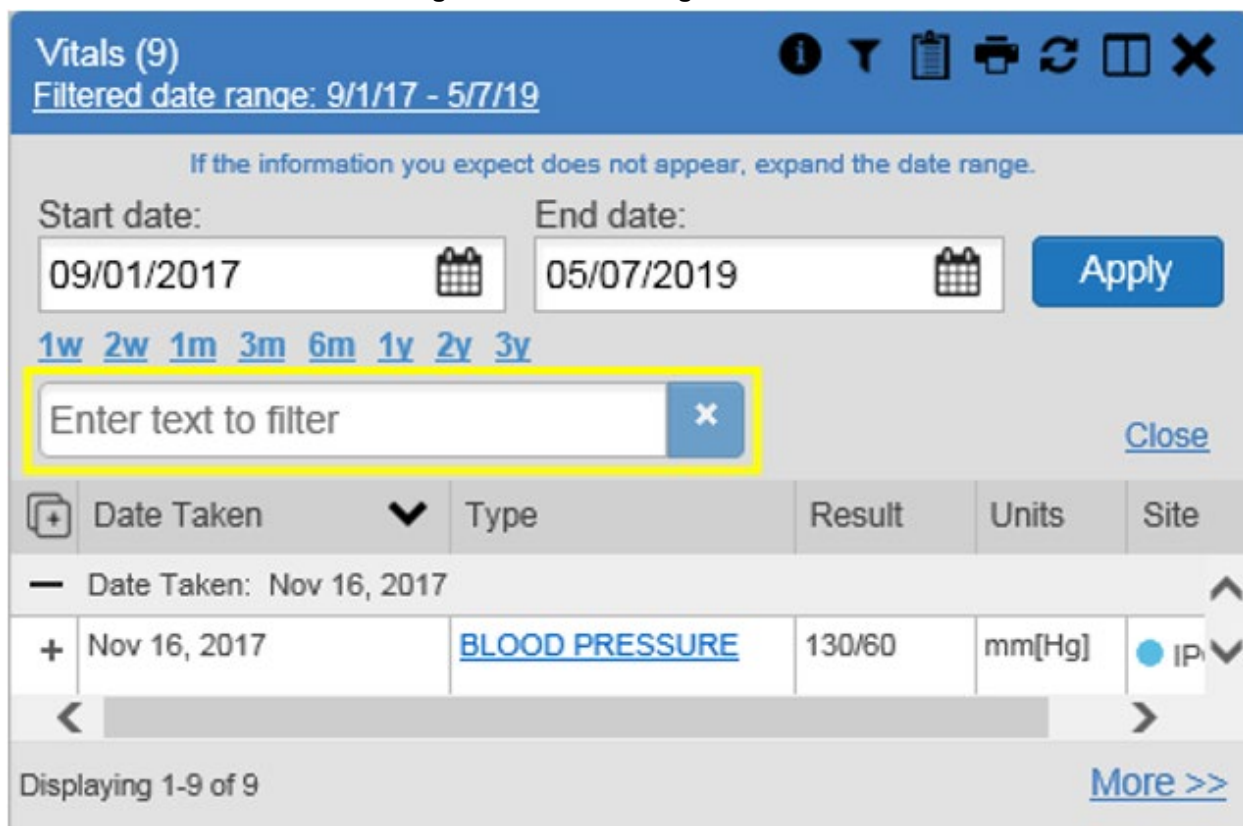 Vitals (9)
Filtered date range: 9/1/17 - 5/7/19
If the information you expect does not appear, expand the date range.
Start date: End date:
09/01/2017 05/07/2019 Apply
1w 2w 1m 3m 6m 1y 2y 3y
Enter text to filter
Close
Date Taken Type Result Units Site
Date Taken: Nov 16, 2017
Nov 16, 2017 BLOOD PRESSURE 130/60 mm[Hg]
Displaying 1-9 of 9 More >>